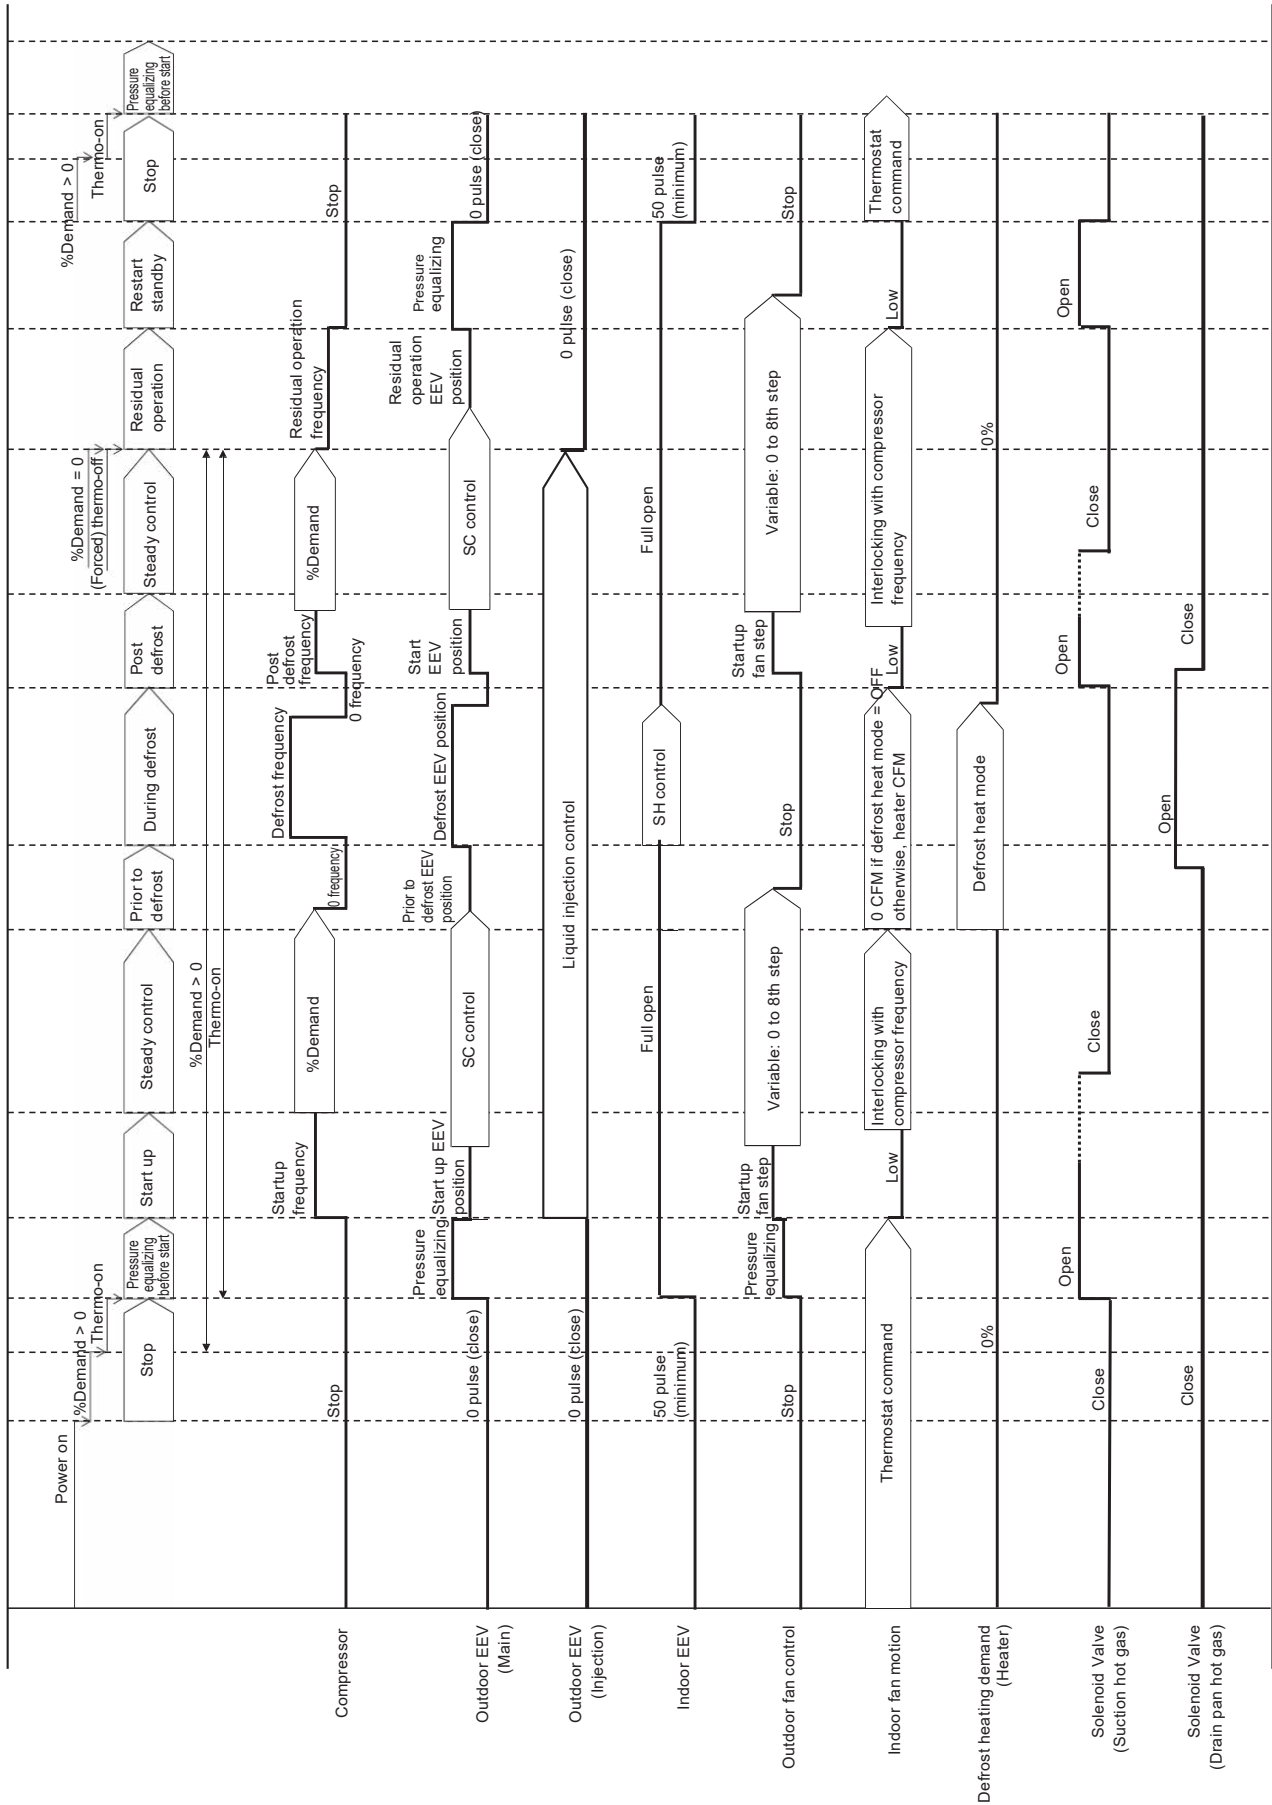 Power on
%Demand > 0
Thermo-on
%Demand = 0
(Forced) thermo-off
%Demand > 0
Thermo-on
Stop
Pressure
equalizing
before start
Start up
Steady control
Prior to
defrost
During defrost
Post
defrost
Steady control
Residual
operation
Restart
standby
Stop
Pressure
equalizing
before start
%Demand > 0
Thermo-on
Compressor
Stop
Startup
frequency
%Demand
0 frequency
Defrost frequency
0 frequency
Post
defrost
frequency
%Demand
Residual operation
frequency
Stop
Outdoor EEV
(Main)
0 pulse (close)
Pressure
equalizing
Start up EEV
position
SC control
Prior to
defrost EEV
position
Defrost EEV position
Start
EEV
position
SC control
Residual
operation
EEV
position
Pressure
equalizing
0 pulse (close)
Outdoor EEV
(Injection)
0 pulse (close)
Liquid injection control
0 pulse (close)
Indoor EEV
50 pulse
(minimum)
Full open
SH control
Full open
50 pulse
(minimum)
Outdoor fan control
Stop
Pressure
equalizing
Startup
fan step
Variable: 0 to 8th step
Stop
Startup
fan step
Variable: 0 to 8th step
Stop
Indoor fan motion
Thermostat command
Low
Interlocking with
compressor frequency
0 CFM if defrost heat mode = OFF
otherwise, heater CFM
Low
Interlocking with compressor
frequency
Low
Thermostat
command
Defrost heating demand
(Heater)
0%
Defrost heat mode
0%
Solenoid Valve
(Suction hot gas)
Close
Open
Close
Open
Close
Open
Solenoid Valve
(Drain pan hot gas)
Close
Open
Close